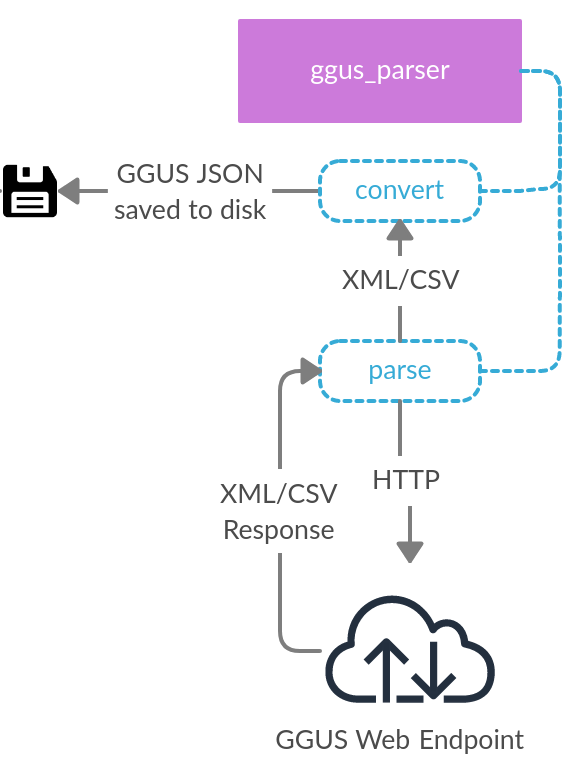 ggus_parser
GGUS JSON
saved to disk
convert
XML/CSV
parse
HTTP
XML/CSV
Response
GGUS Web Endpoint